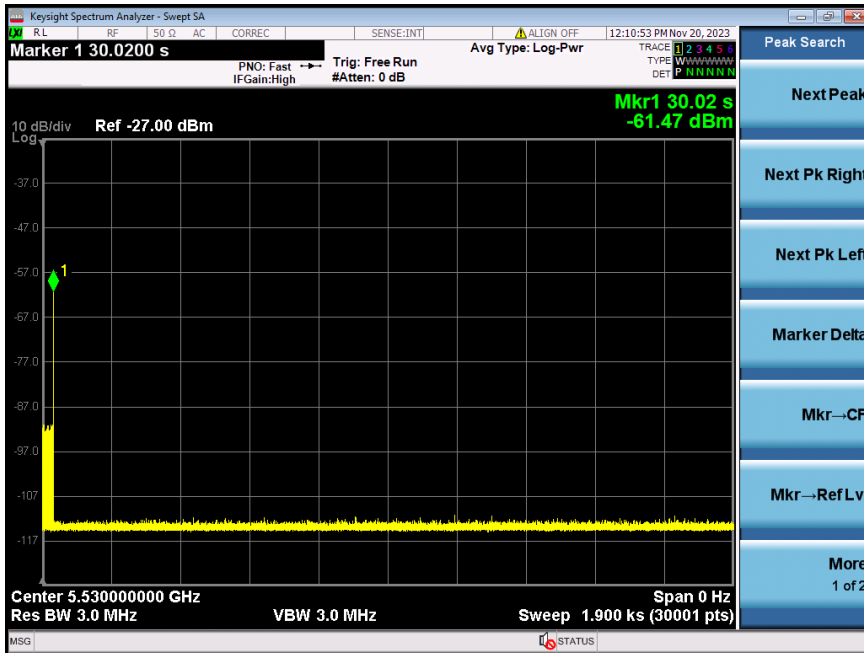 Keysight Spectrum Analyzer - Swept SA
LXI RL RF 50 Ω AC CORREC SENSE:INT ALIGN OFF 12:10:53 PM Nov 20, 2023
Marker 1 30.0200 s
PNO: Fast
IFGain:High
Trig: Free Run
#Atten: 0 dB
Avg Type: Log-Pwr
TRACE 1 2 3 4 5 6
TYPE WWWWWW
DET P N N N N N
Mkr1 30.02 s
-61.47 dBm
10 dB/div Ref -27.00 dBm
Log
-37.0
-47.0
-57.0
1
-67.0
-77.0
-87.0
-97.0
-107
-117
Center 5.530000000 GHz Span 0 Hz
Res BW 3.0 MHz VBW 3.0 MHz Sweep 1.900 ks (30001 pts)
MSG STATUS
Peak Search
Next Peak
Next Pk Right
Next Pk Left
Marker Delta
Mkr→CF
Mkr→Ref Lv
More
1 of 2